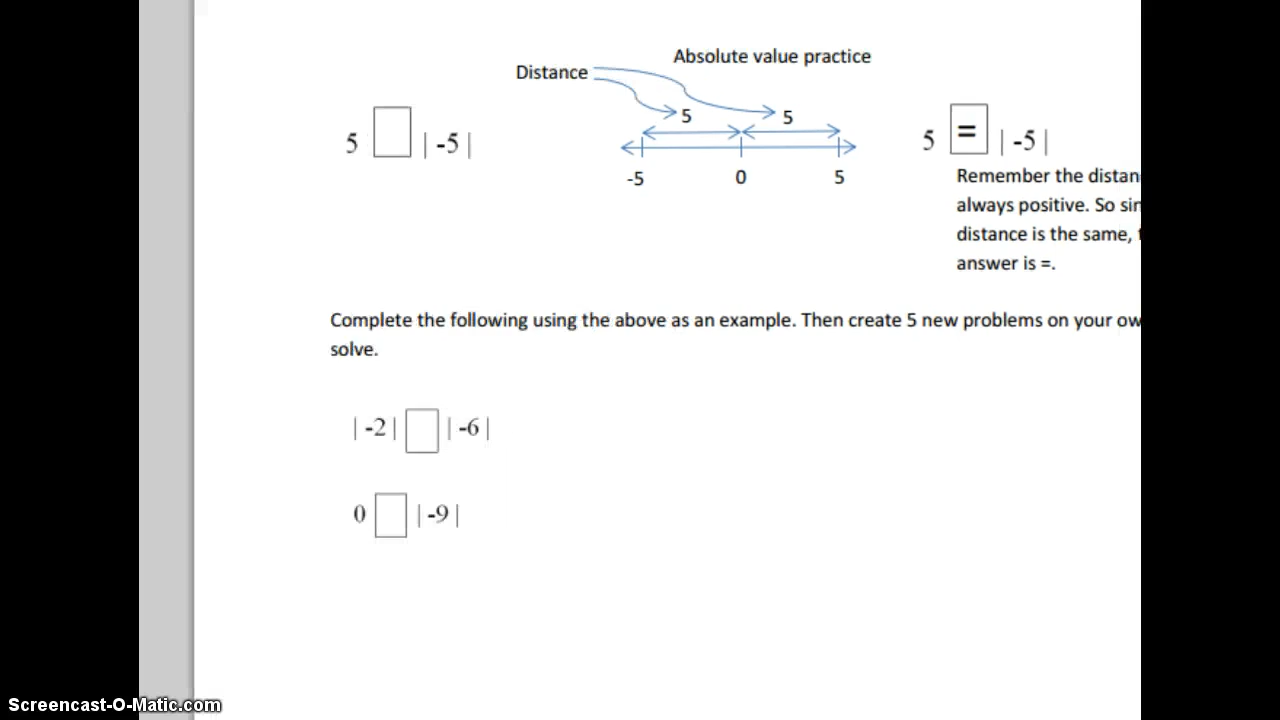 Absolute value practice
Distance
5 | -5 |
5 5
-5 0 5
5 = | -5 |
Remember the distan
always positive. So sin
distance is the same,
answer is =.
Complete the following using the above as an example. Then create 5 new problems on your ow
solve.
| -2 | | -6 |
0 | -9 |
Screencast-O-Matic.com